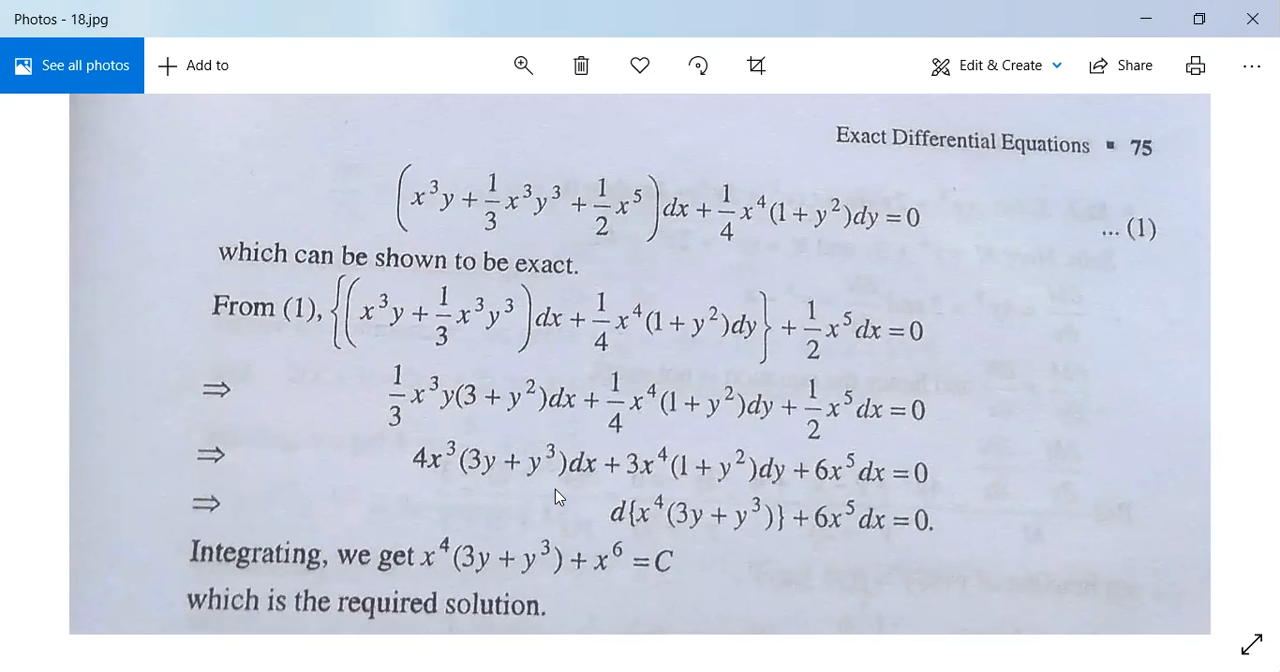 Photos - 18.jpg
See all photos
Add to
Edit & Create
Share
Exact Differential Equations ▪ 75
(x³y + 1/3 x³y³ + 1/2 x⁵)dx + 1/4 x⁴(1 + y²)dy = 0 ... (1)
which can be shown to be exact.
From (1), {(x³y + 1/3 x³y³)dx + 1/4 x⁴(1 + y²)dy} + 1/2 x⁵dx = 0
⇒ 1/3 x³y(3 + y²)dx + 1/4 x⁴(1 + y²)dy + 1/2 x⁵dx = 0
⇒ 4x³(3y + y³)dx + 3x⁴(1 + y²)dy + 6x⁵dx = 0
⇒ d{x⁴(3y + y³)} + 6x⁵dx = 0.
Integrating, we get x⁴(3y + y³) + x⁶ = C
which is the required solution.